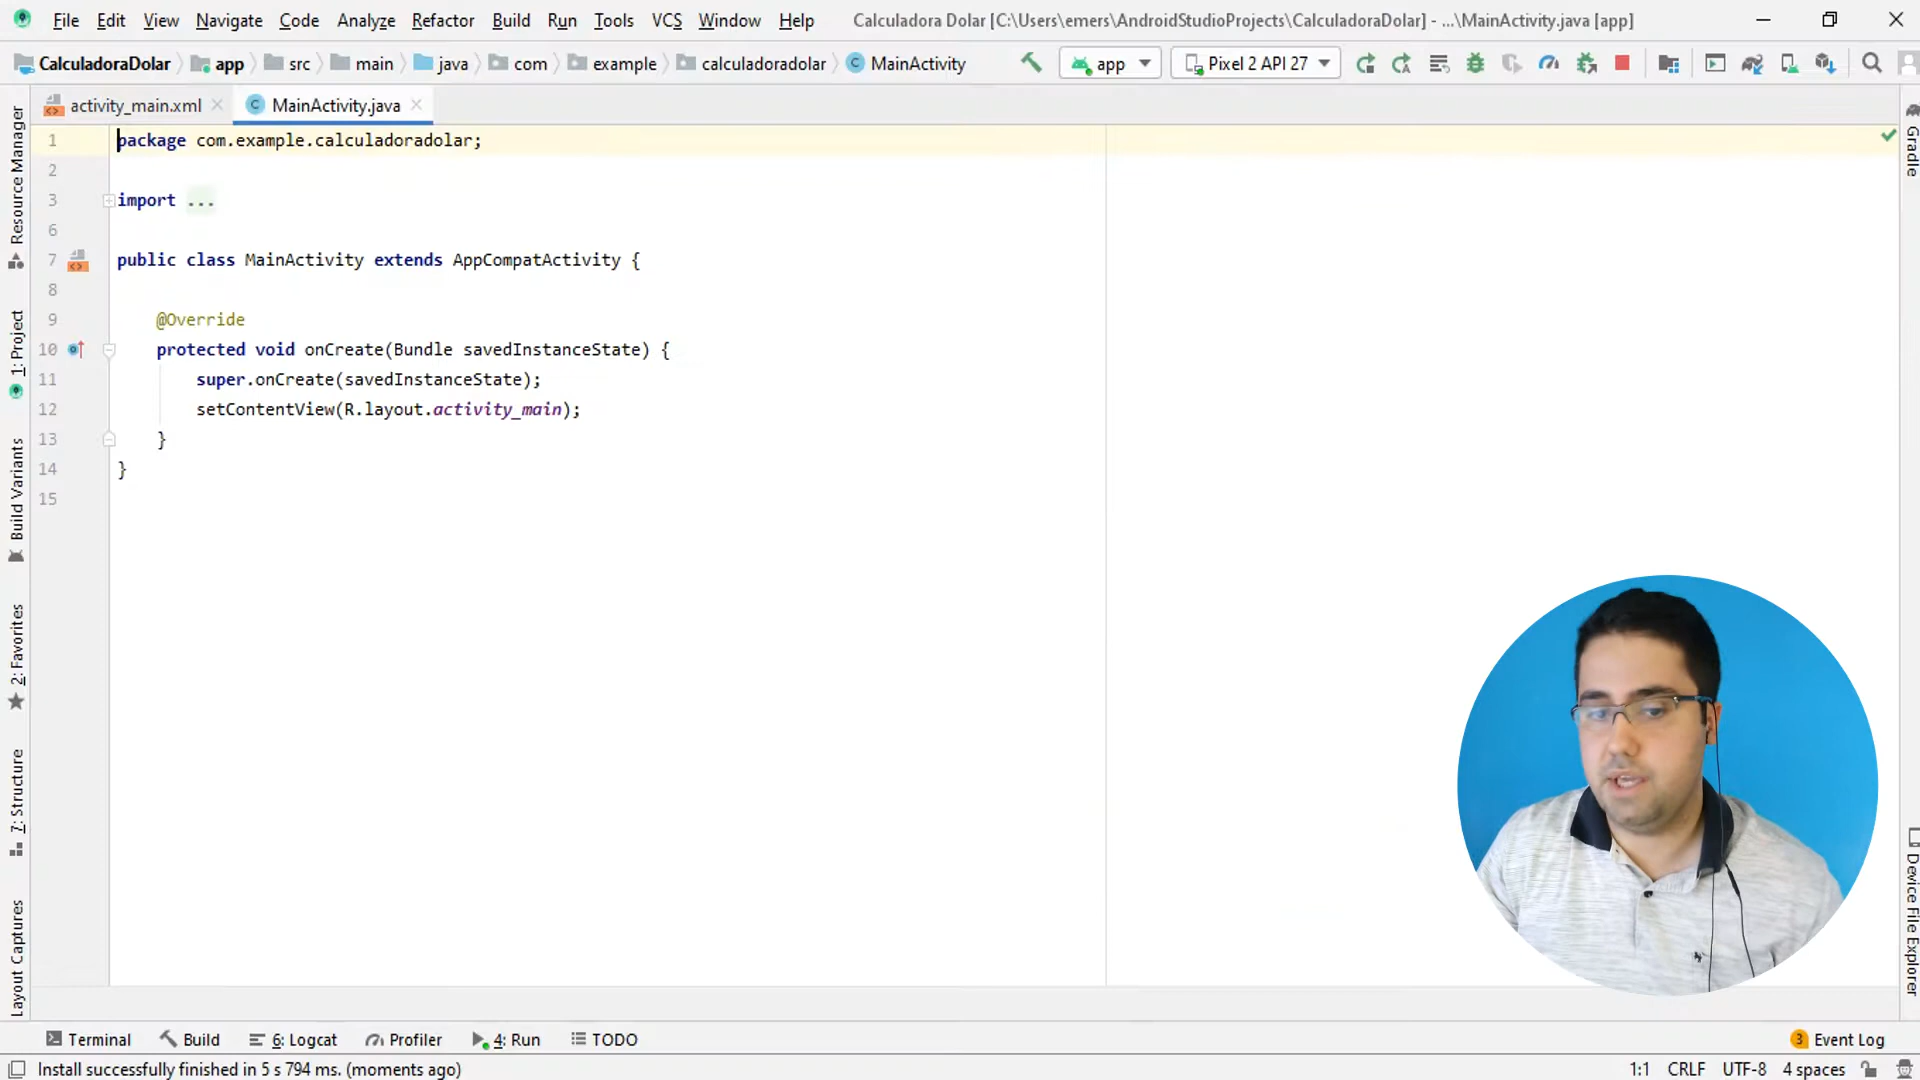 File Edit View Navigate Code Analyze Refactor Build Run Tools VCS Window Help Calculadora Dolar [C:\Users\emers\AndroidStudioProjects\CalculadoraDolar] - ...\MainActivity.java [app]
CalculadoraDolar app src main java com example calculadoradolar MainActivity app Pixel 2 API 27
activity_main.xml MainActivity.java
1 package com.example.calculadoradolar;
2
3 import ...
6
7 public class MainActivity extends AppCompatActivity {
8
9 @Override
10 protected void onCreate(Bundle savedInstanceState) {
11 super.onCreate(savedInstanceState);
12 setContentView(R.layout.activity_main);
13 }
14 }
15
Resource Manager
1: Project
Build Variants
2: Favorites
7: Structure
Layout Captures
Gradle
Device File Explorer
Terminal Build 6: Logcat Profiler 4: Run TODO 3 Event Log
Install successfully finished in 5 s 794 ms. (moments ago) 1:1 CRLF UTF-8 4 spaces